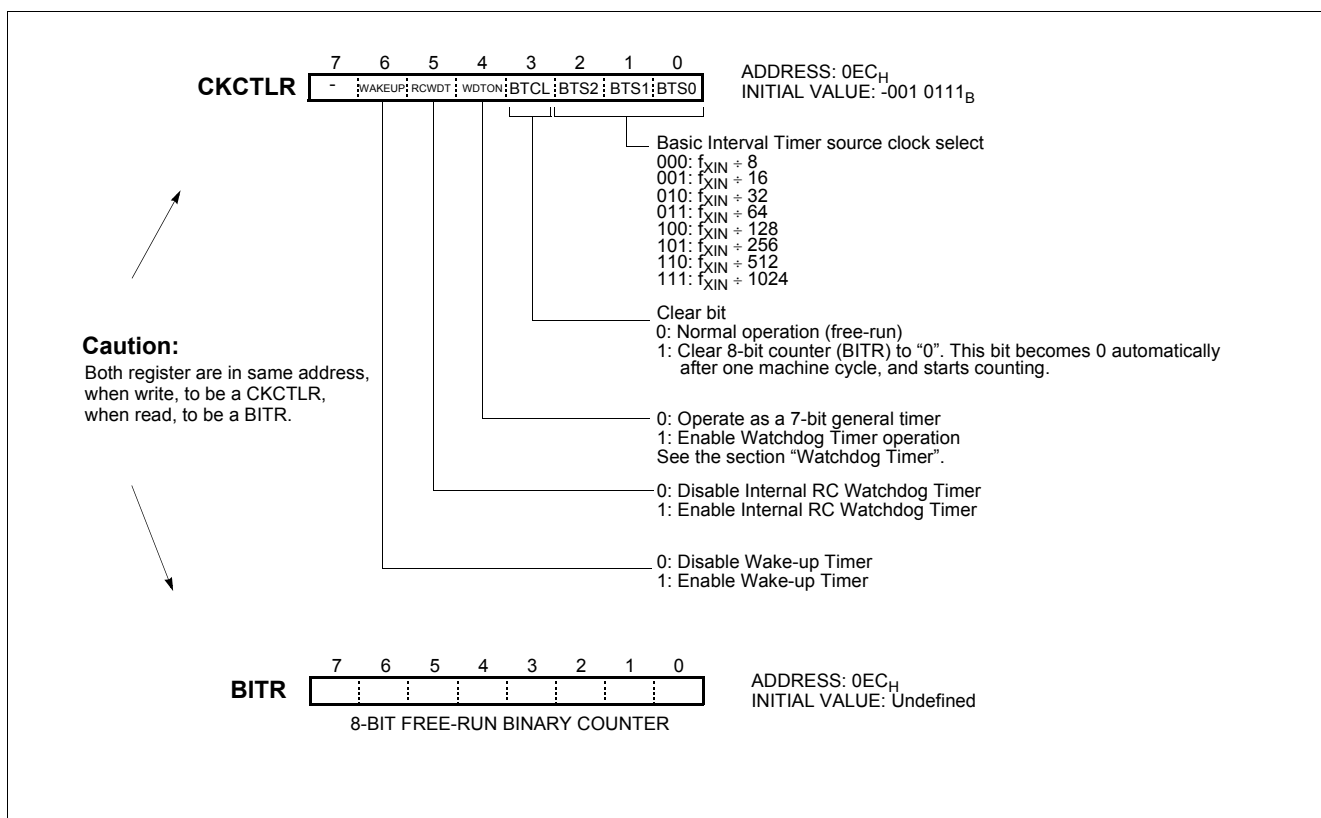 7 6 5 4 3 2 1 0
CKCTLR - WAKEUP RCWDT WDTON BTCL BTS2 BTS1 BTS0
ADDRESS: 0ECH
INITIAL VALUE: -001 0111B
Basic Interval Timer source clock select
000: fXIN ÷ 8
001: fXIN ÷ 16
010: fXIN ÷ 32
011: fXIN ÷ 64
100: fXIN ÷ 128
101: fXIN ÷ 256
110: fXIN ÷ 512
111: fXIN ÷ 1024
Clear bit
0: Normal operation (free-run)
1: Clear 8-bit counter (BITR) to “0”. This bit becomes 0 automatically
after one machine cycle, and starts counting.
Caution:
Both register are in same address,
when write, to be a CKCTLR,
when read, to be a BITR.
0: Operate as a 7-bit general timer
1: Enable Watchdog Timer operation
See the section “Watchdog Timer”.
0: Disable Internal RC Watchdog Timer
1: Enable Internal RC Watchdog Timer
0: Disable Wake-up Timer
1: Enable Wake-up Timer
7 6 5 4 3 2 1 0
BITR
ADDRESS: 0ECH
INITIAL VALUE: Undefined
8-BIT FREE-RUN BINARY COUNTER